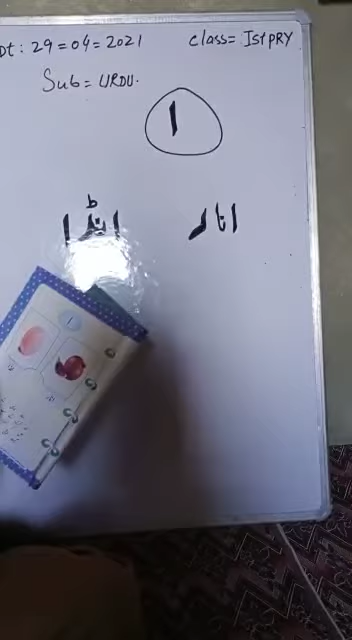 Dt: 29=04=2021 class= Ist PRY
Sub= URDU.
ا
انار انڈا
ا